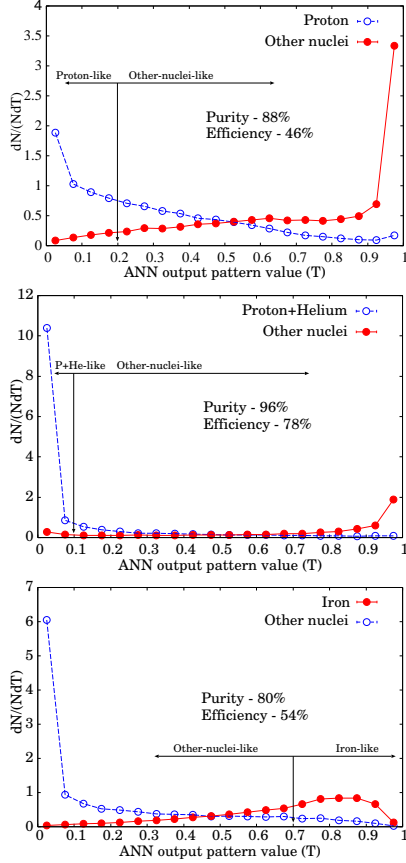 4
3.5
3
2.5
2
1.5
1
0.5
0
dN/(NdT)
Proton
Other nuclei
Proton-like
Other-nuclei-like
Purity - 88%
Efficiency - 46%
0 0.1 0.2 0.3 0.4 0.5 0.6 0.7 0.8 0.9 1
ANN output pattern value (T)
12
10
8
6
4
2
0
dN/(NdT)
Proton+Helium
Other nuclei
P+He-like
Other-nuclei-like
Purity - 96%
Efficiency - 78%
0 0.1 0.2 0.3 0.4 0.5 0.6 0.7 0.8 0.9 1
ANN output pattern value (T)
7
6
5
4
3
2
1
0
dN/(NdT)
Iron
Other nuclei
Purity - 80%
Efficiency - 54%
Other-nuclei-like
Iron-like
0 0.1 0.2 0.3 0.4 0.5 0.6 0.7 0.8 0.9 1
ANN output pattern value (T)